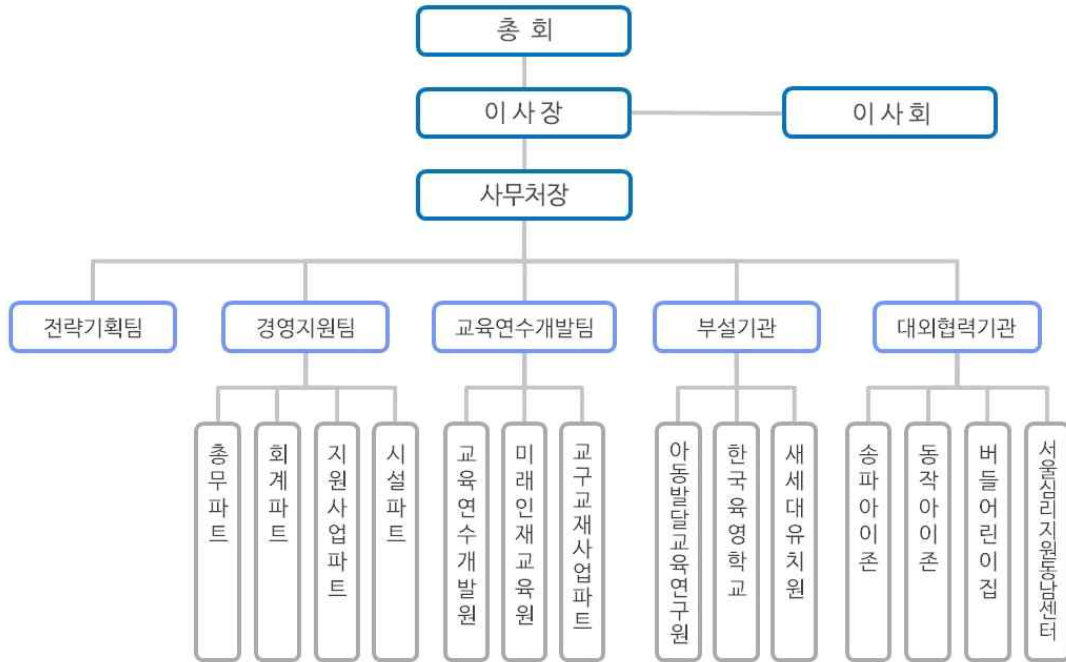 총 회
이 사 장
이 사 회
사무처장
전략기획팀
경영지원팀
교육연수개발팀
부설기관
대외협력기관
총무파트
회계파트
지원사업파트
시설파트
교육연수개발원
미래인재교육원
교구교재사업파트
아동발달교육연구원
한국육영학교
새세대유치원
송파아이존
동작아이존
버들어린이집
서울심리지원동남센터